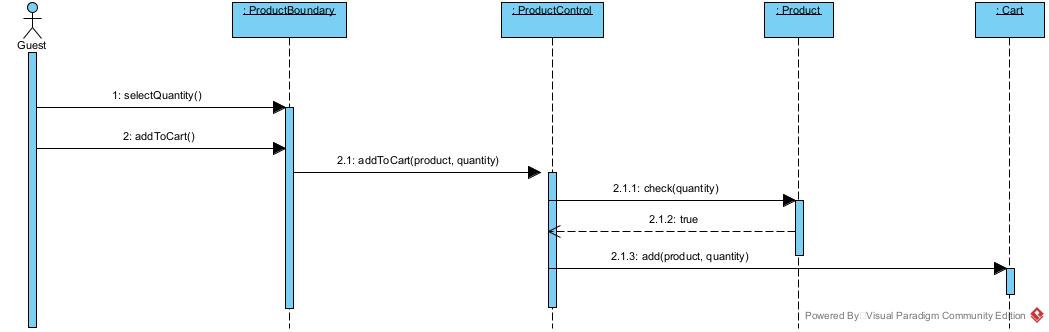 : ProductBoundary
: ProductControl
: Product
: Cart
Guest
1: selectQuantity()
2: addToCart()
2.1: addToCart(product, quantity)
2.1.1: check(quantity)
2.1.2: true
2.1.3: add(product, quantity)
Powered By Visual Paradigm Community Edition